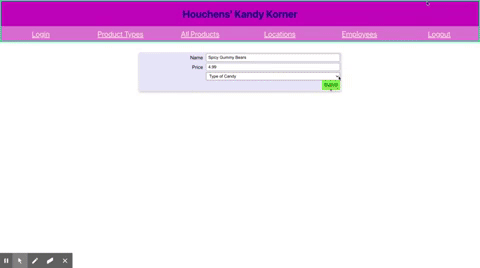 Houchens' Kandy Korner
Login Product Types All Products Locations Employees Logout
Name Spicy Gummy Bears
Price 4.99
Type of Candy